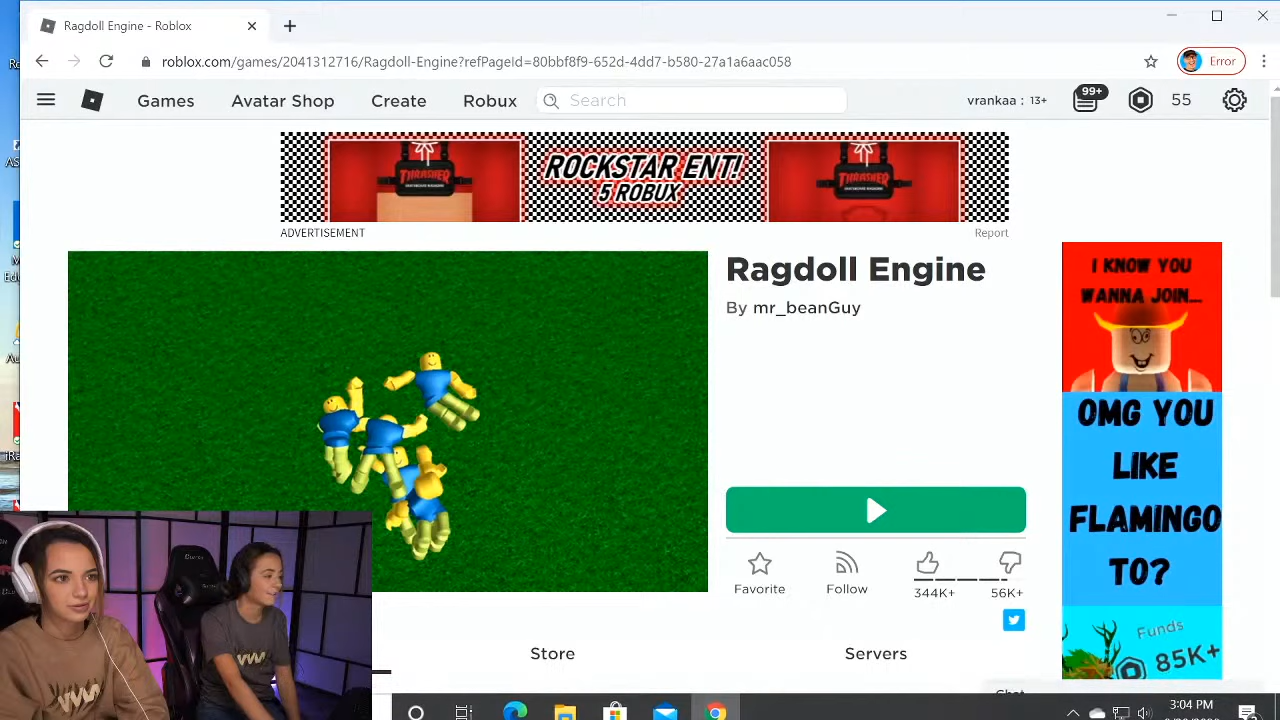 Ragdoll Engine - Roblox
roblox.com/games/2041312716/Ragdoll-Engine?refPageId=80bbf8f9-652d-4dd7-b580-27a1a6aac058
Error
Games
Avatar Shop
Create
Robux
Search
vrankaa : 13+
99+
55
THRASHER
ROCKSTAR ENT!
5 ROBUX
THRASHER
ADVERTISEMENT
Report
Ragdoll Engine
By mr_beanGuy
I KNOW YOU
WANNA JOIN...
OMG YOU
LIKE
FLAMINGO
TO?
Funds
85K+
Favorite
Follow
344K+
56K+
Store
Servers
Chat
3:04 PM